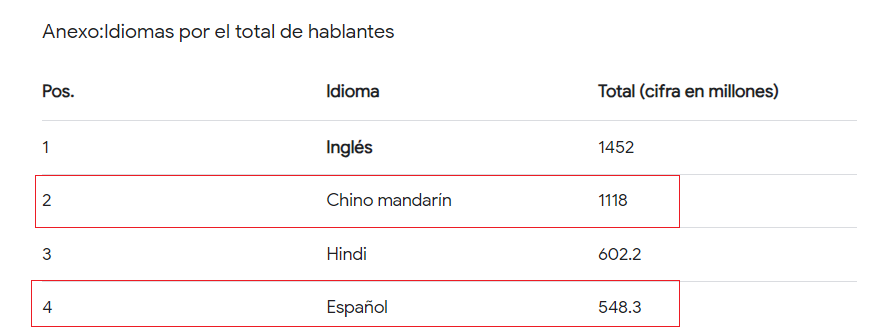 Anexo:Idiomas por el total de hablantes
Pos. Idioma Total (cifra en millones)
1 Inglés 1452
2 Chino mandarín 1118
3 Hindi 602.2
4 Español 548.3